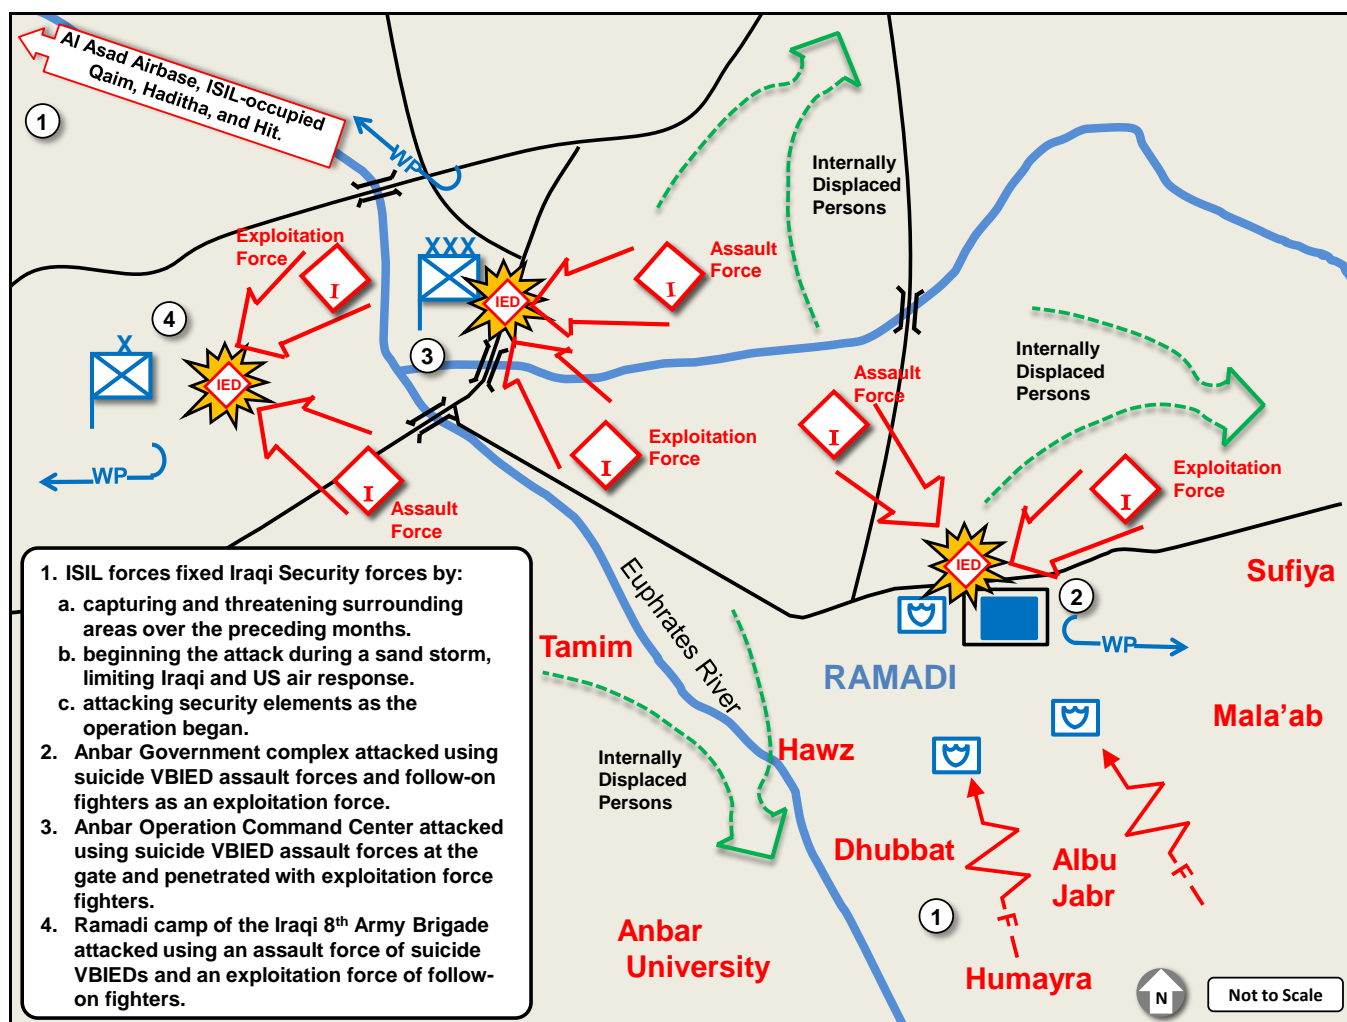 Al Asad Airbase, ISIL-occupied
Qaim, Haditha, and Hit.
1
WP
Internally
Displaced
Persons
Exploitation
Force
I
XXX
IED
Assault
Force
I
4
X
IED
3
WP
I
Assault
Force
Exploitation
Force
I
Assault
Force
I
Internally
Displaced
Persons
Exploitation
Force
I
IED
2
WP
Sufiya
1. ISIL forces fixed Iraqi Security forces by:
a. capturing and threatening surrounding
areas over the preceding months.
b. beginning the attack during a sand storm,
limiting Iraqi and US air response.
c. attacking security elements as the
operation began.
2. Anbar Government complex attacked using
suicide VBIED assault forces and follow-on
fighters as an exploitation force.
3. Anbar Operation Command Center attacked
using suicide VBIED assault forces at the
gate and penetrated with exploitation force
fighters.
4. Ramadi camp of the Iraqi 8th Army Brigade
attacked using an assault force of suicide
VBIEDs and an exploitation force of follow-
on fighters.
Euphrates River
Tamim
RAMADI
Mala'ab
Hawz
Internally
Displaced
Persons
Dhubbat
Albu
Jabr
F
F
1
Anbar
University
Humayra
N
Not to Scale